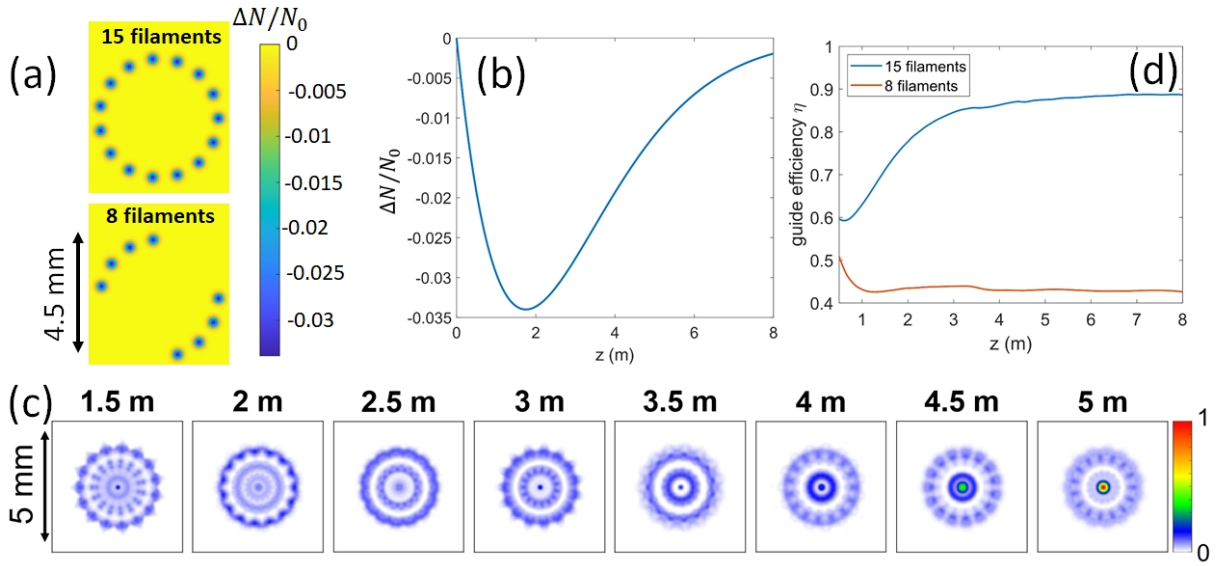 (a)
15 filaments
8 filaments
4.5 mm
ΔN/N₀
0
-0.005
-0.01
-0.015
-0.02
-0.025
-0.03
(b)
0
-0.005
-0.01
-0.015
-0.02
-0.025
-0.03
-0.035
ΔN/N₀
0 2 4 6 8
z (m)
(d)
15 filaments
8 filaments
1
0.9
0.8
0.7
0.6
0.5
0.4
guide efficiency η
1 2 3 4 5 6 7 8
z (m)
(c)
1.5 m 2 m 2.5 m 3 m 3.5 m 4 m 4.5 m 5 m
5 mm
1
0